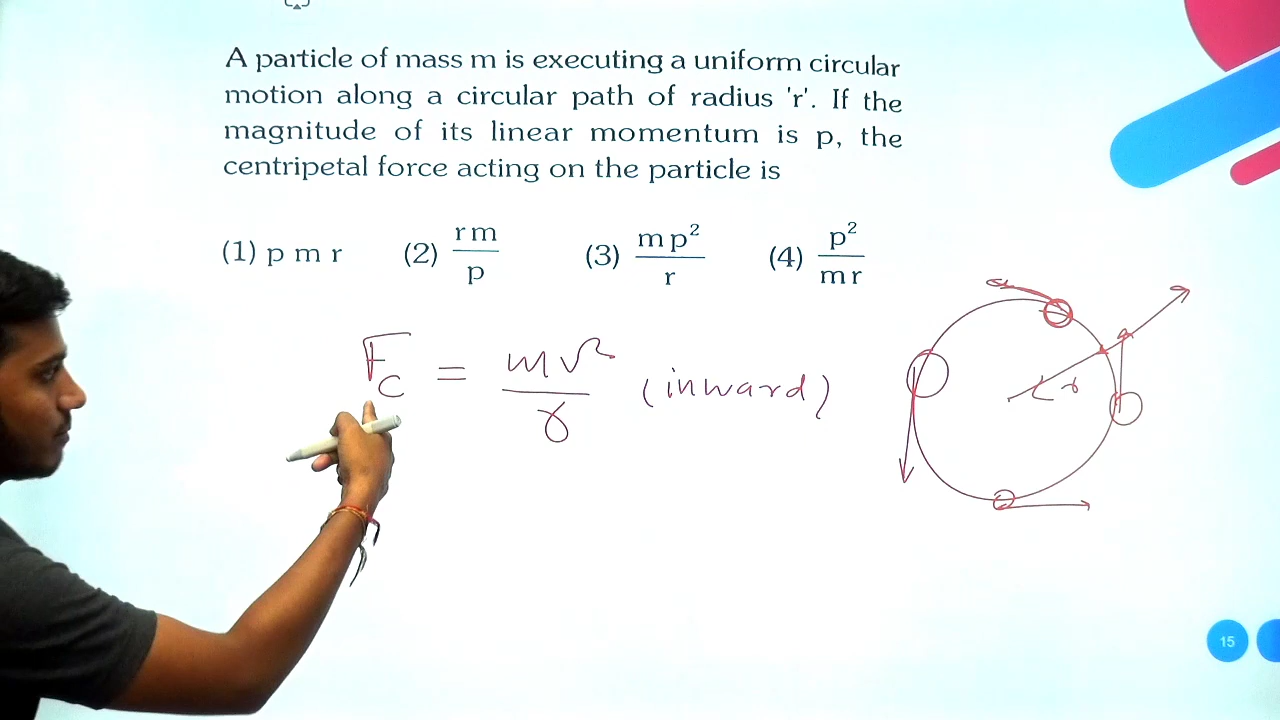 A particle of mass m is executing a uniform circular
motion along a circular path of radius 'r'. If the
magnitude of its linear momentum is p, the
centripetal force acting on the particle is
(1) p m r (2) rm/p (3) mp²/r (4) p²/mr
F_C = mv²/r (inward)
r
15